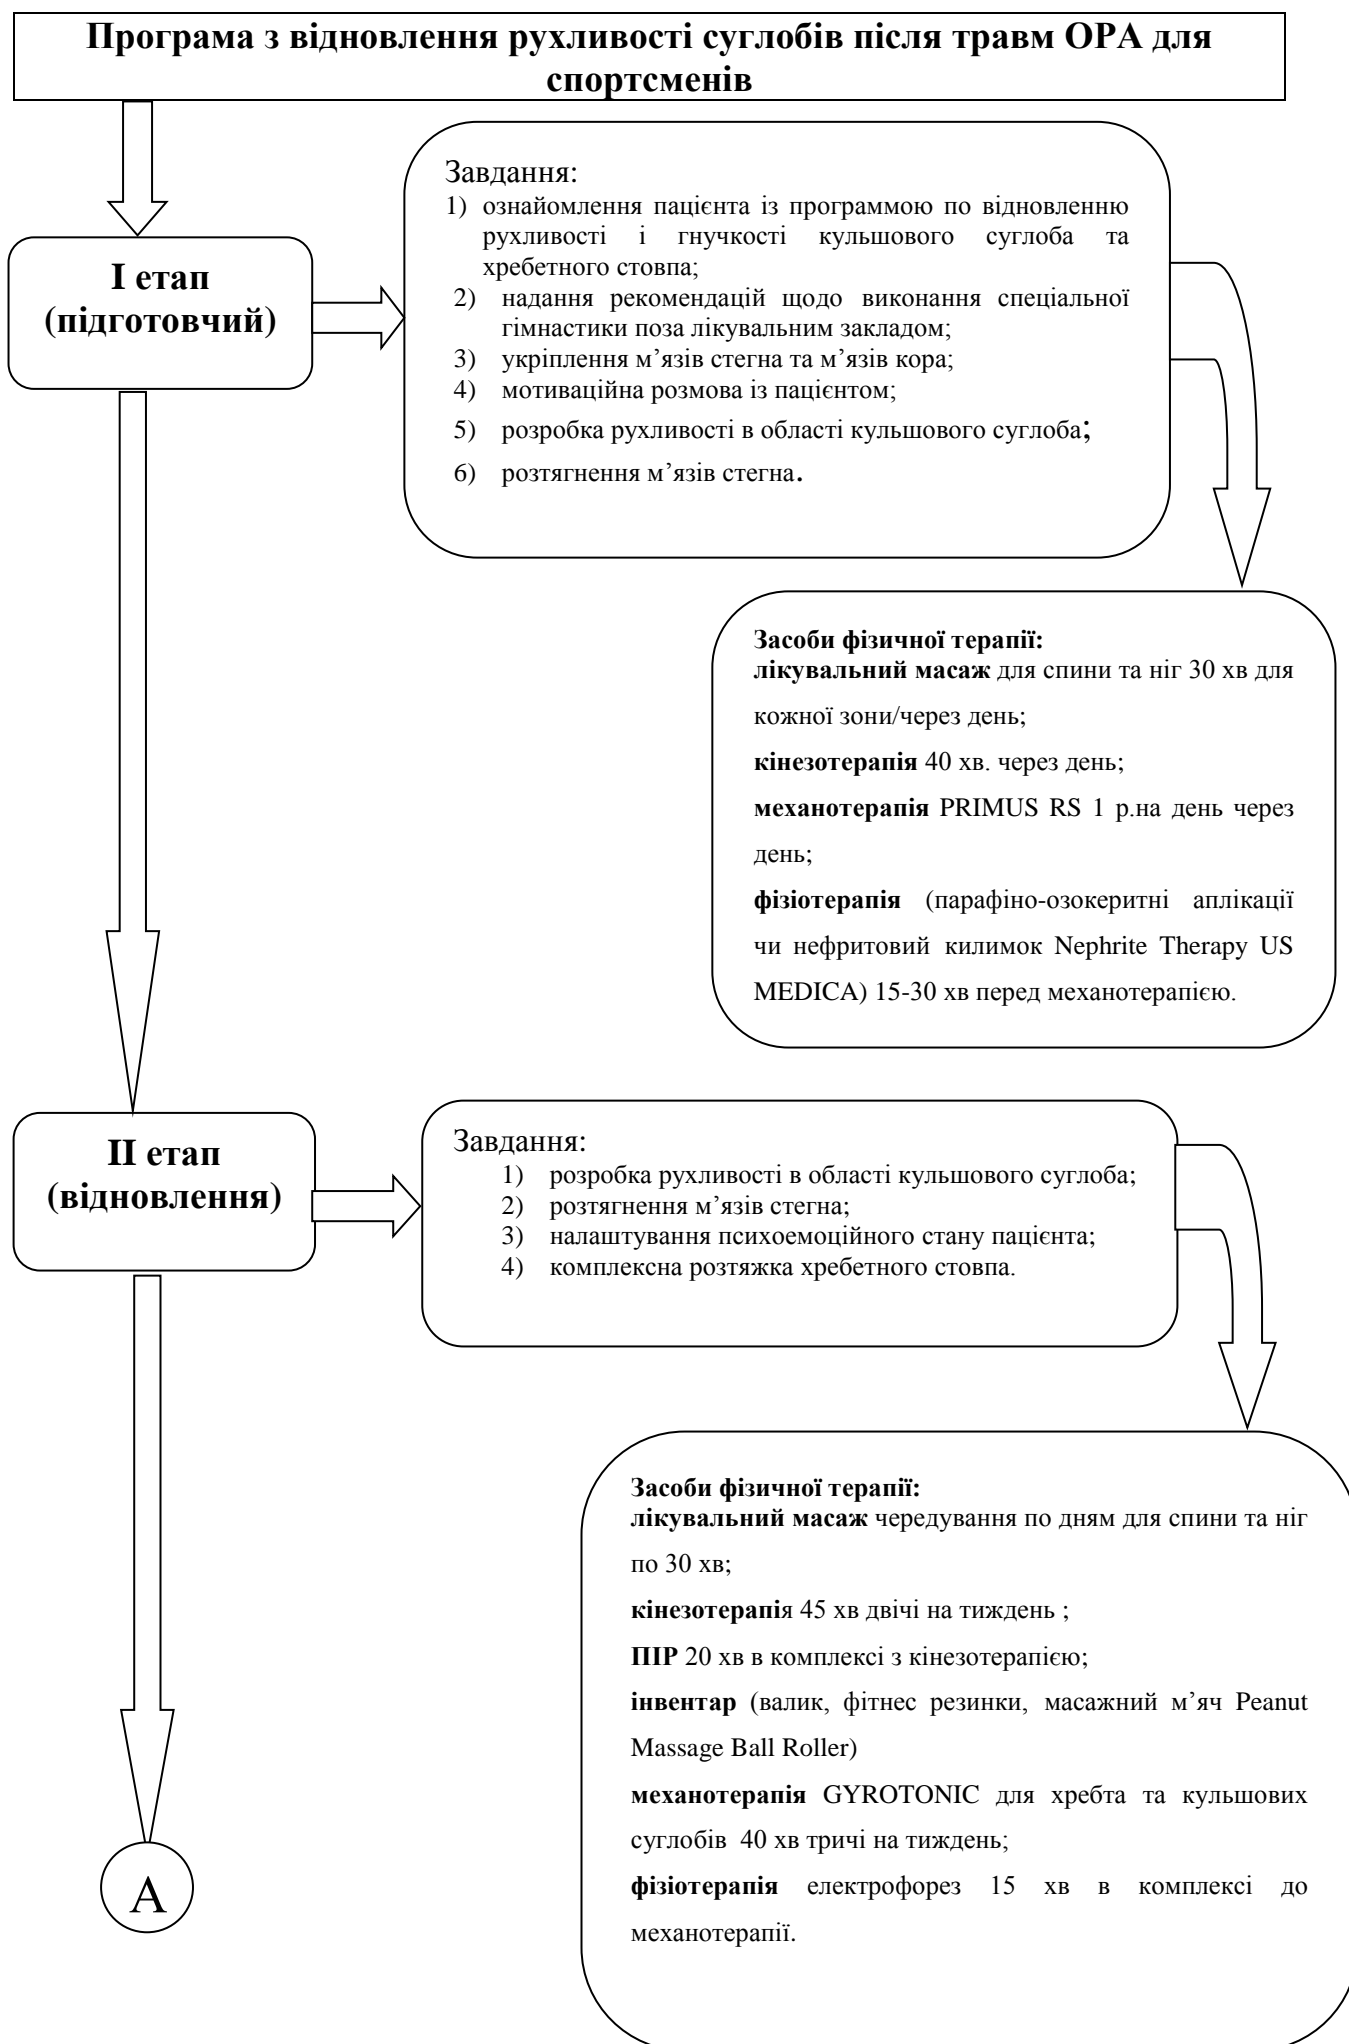 Програма з відновлення рухливості суглобів після травм ОРА для
спортсменів
I етап
(підготовчий)
Завдання:
1) ознайомлення пацієнта із программою по відновленню
рухливості і гнучкості кульшового суглоба та
хребетного стовпа;
2) надання рекомендацій щодо виконання спеціальної
гімнастики поза лікувальним закладом;
3) укріплення м’язів стегна та м’язів кора;
4) мотиваційна розмова із пацієнтом;
5) розробка рухливості в області кульшового суглоба;
6) розтягнення м’язів стегна.
Засоби фізичної терапії:
лікувальний масаж для спини та ніг 30 хв для
кожної зони/через день;
кінезотерапія 40 хв. через день;
механотерапія PRIMUS RS 1 р.на день через
день;
фізіотерапія (парафіно-озокеритні аплікації
чи нефритовий килимок Nephrite Therapy US
MEDICA) 15-30 хв перед механотерапією.
II етап
(відновлення)
Завдання:
1) розробка рухливості в області кульшового суглоба;
2) розтягнення м’язів стегна;
3) налаштування психоемоційного стану пацієнта;
4) комплексна розтяжка хребетного стовпа.
Засоби фізичної терапії:
лікувальний масаж чередування по дням для спини та ніг
по 30 хв;
кінезотерапія 45 хв двічі на тиждень ;
ПІР 20 хв в комплексі з кінезотерапією;
інвентар (валик, фітнес резинки, масажний м’яч Peanut
Massage Ball Roller)
механотерапія GYROTONIC для хребта та кульшових
суглобів 40 хв тричі на тиждень;
фізіотерапія електрофорез 15 хв в комплексі до
механотерапії.
А